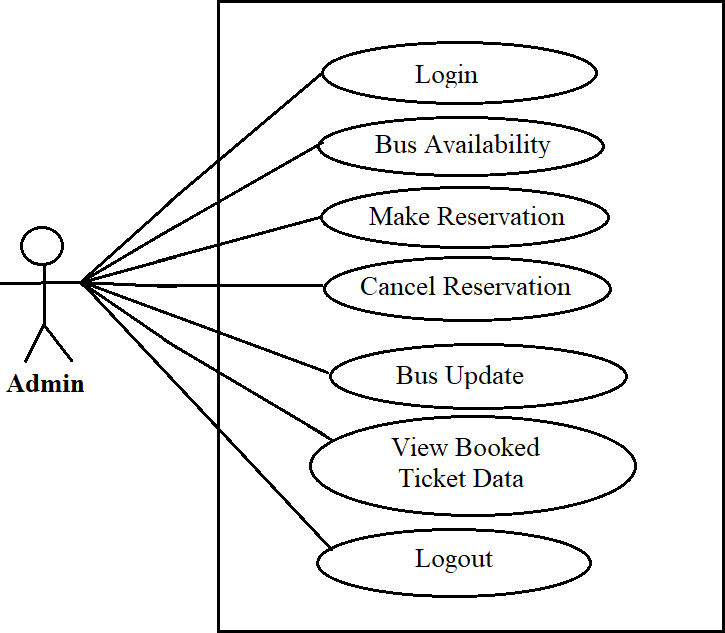 Login
Bus Availability
Make Reservation
Cancel Reservation
Admin
Bus Update
View Booked
Ticket Data
Logout